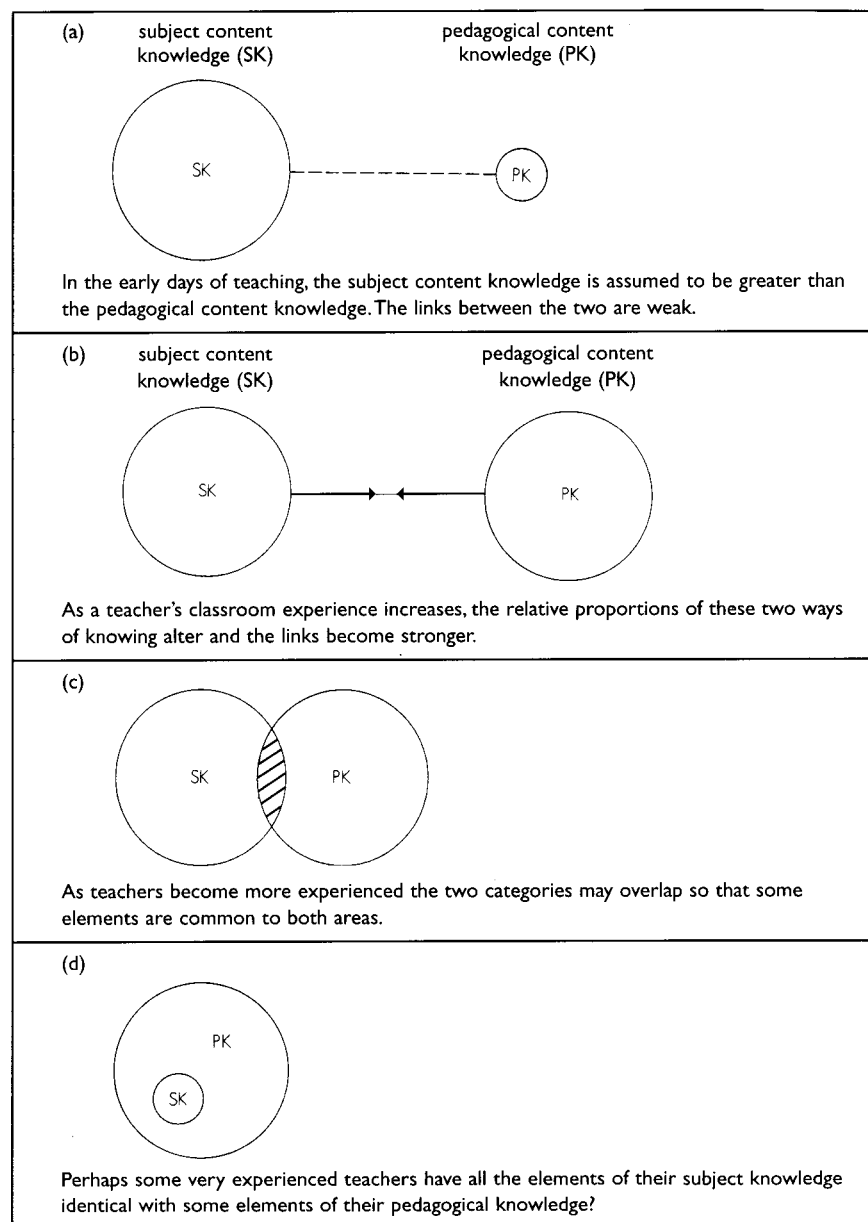 (a)
subject content
knowledge (SK)
pedagogical content
knowledge (PK)
SK
PK
In the early days of teaching, the subject content knowledge is assumed to be greater than
the pedagogical content knowledge. The links between the two are weak.
(b)
subject content
knowledge (SK)
pedagogical content
knowledge (PK)
SK
PK
As a teacher's classroom experience increases, the relative proportions of these two ways
of knowing alter and the links become stronger.
(c)
SK
PK
As teachers become more experienced the two categories may overlap so that some
elements are common to both areas.
(d)
PK
SK
Perhaps some very experienced teachers have all the elements of their subject knowledge
identical with some elements of their pedagogical knowledge?